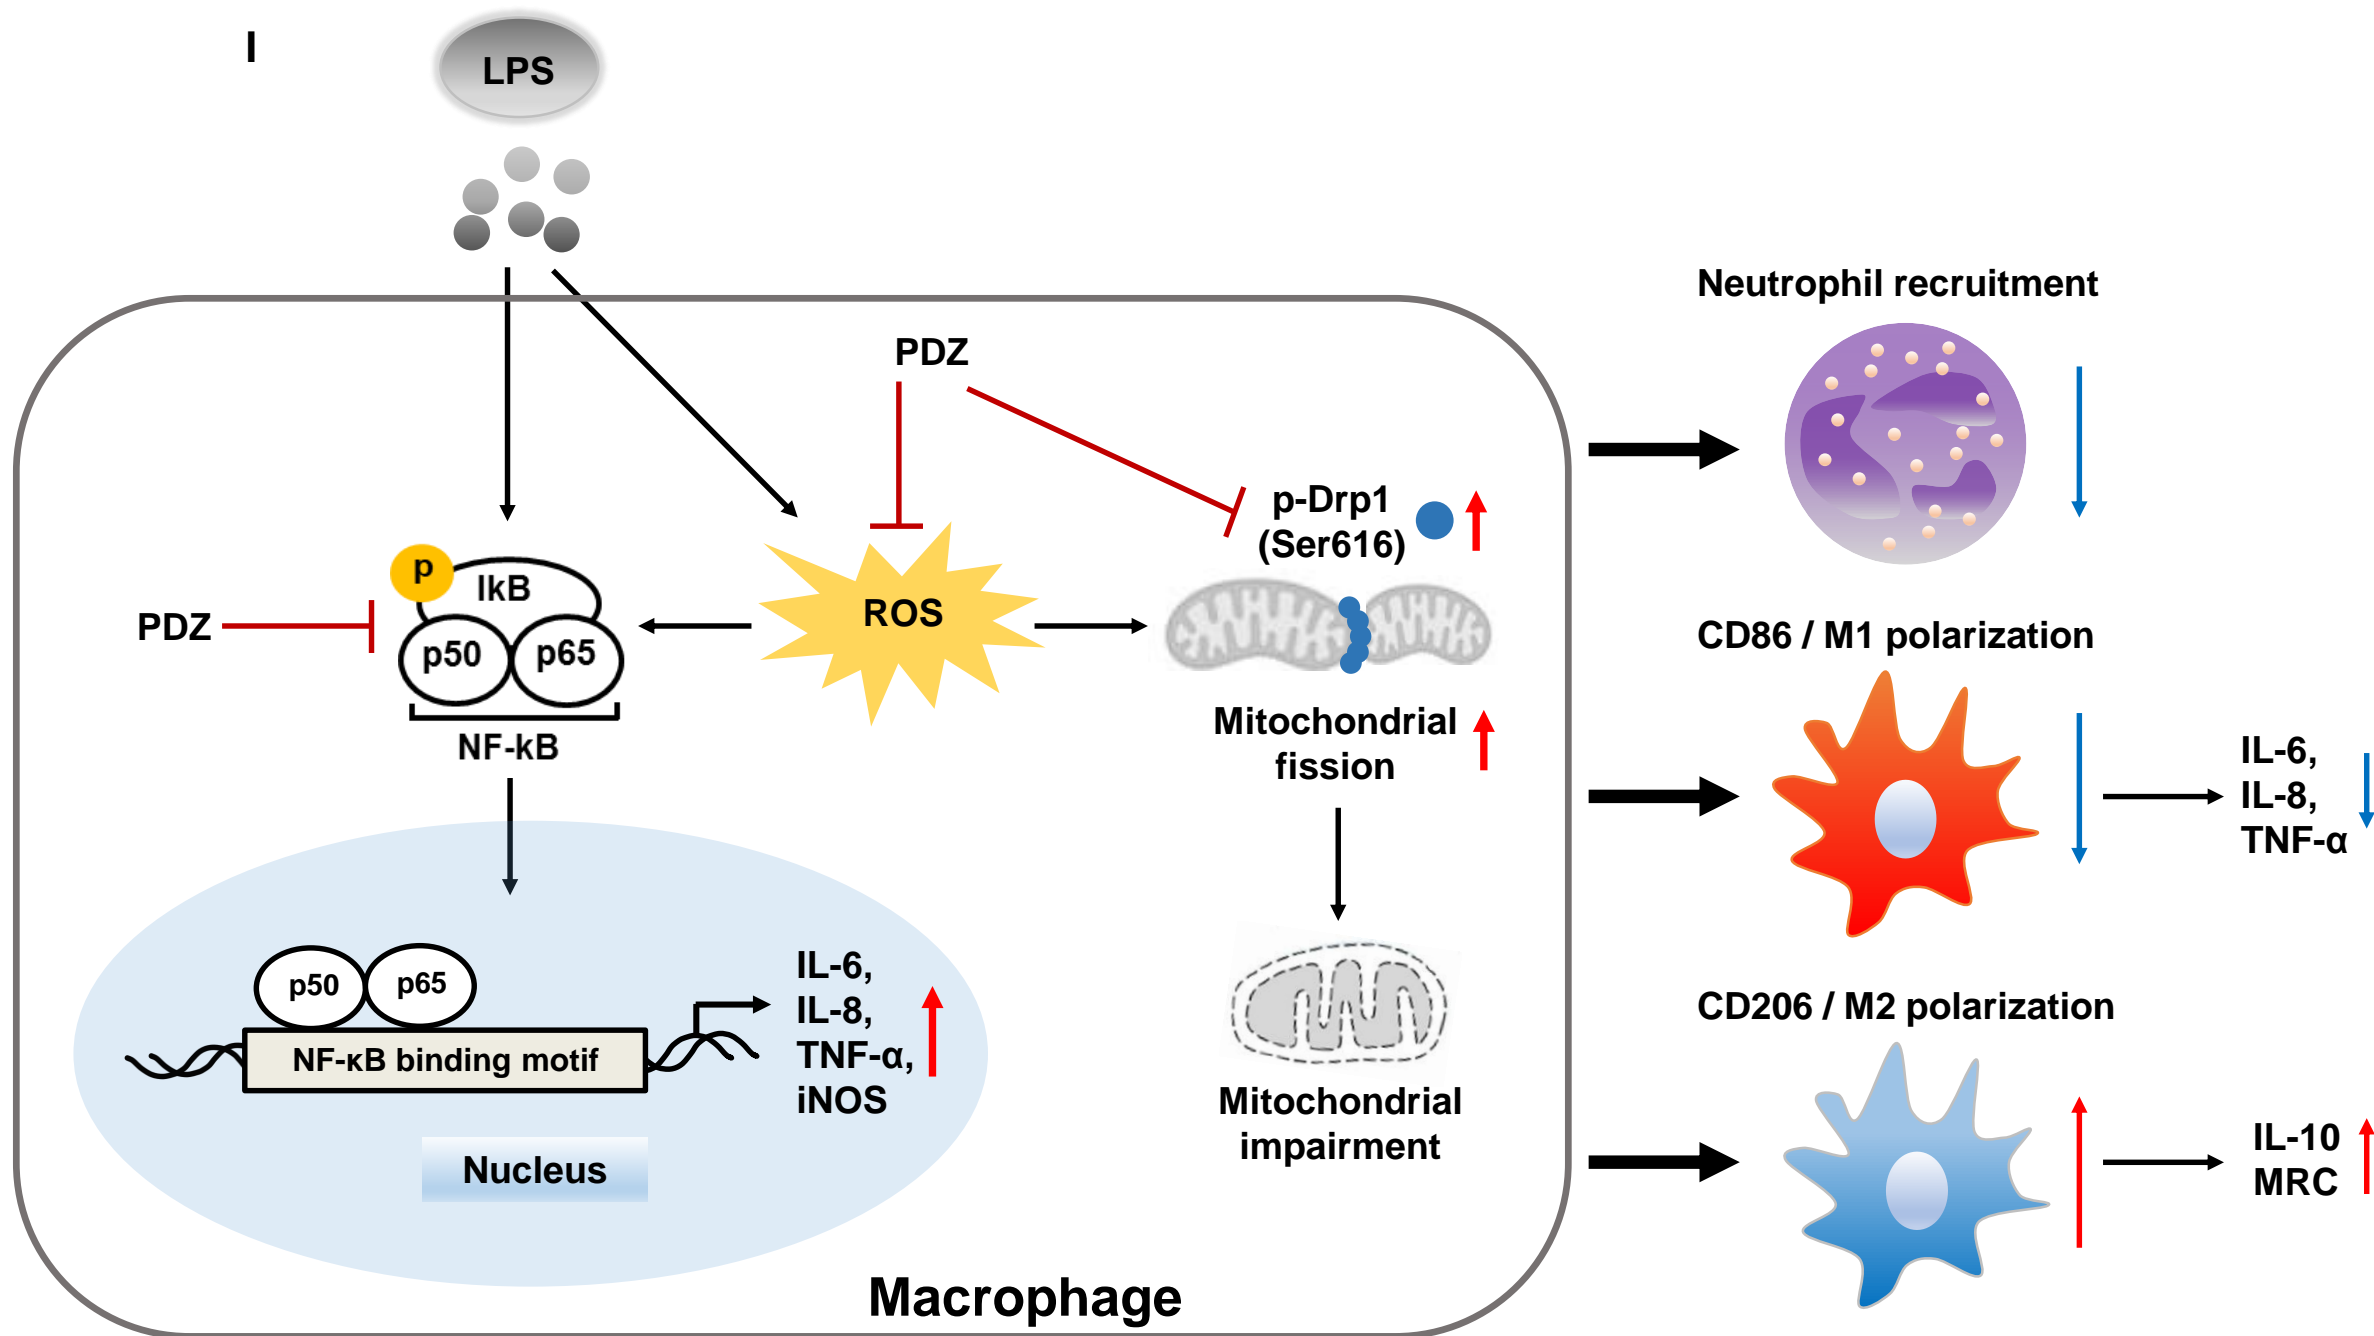 I
LPS
PDZ
p-Drp1
(Ser616)
p
IkB
p50
p65
NF-kB
PDZ
ROS
Mitochondrial
fission
p50
p65
NF-κB binding motif
IL-6,
IL-8,
TNF-α,
iNOS
Nucleus
Mitochondrial
impairment
Macrophage
Neutrophil recruitment
CD86 / M1 polarization
IL-6,
IL-8,
TNF-α
CD206 / M2 polarization
IL-10
MRC